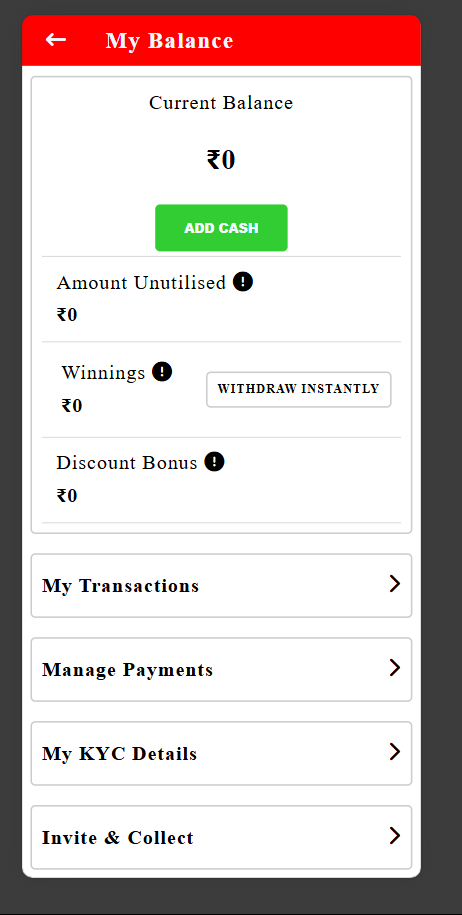 My Balance
Current Balance
₹0
ADD CASH
Amount Unutilised
₹0
Winnings
₹0
WITHDRAW INSTANTLY
Discount Bonus
₹0
My Transactions
Manage Payments
My KYC Details
Invite & Collect